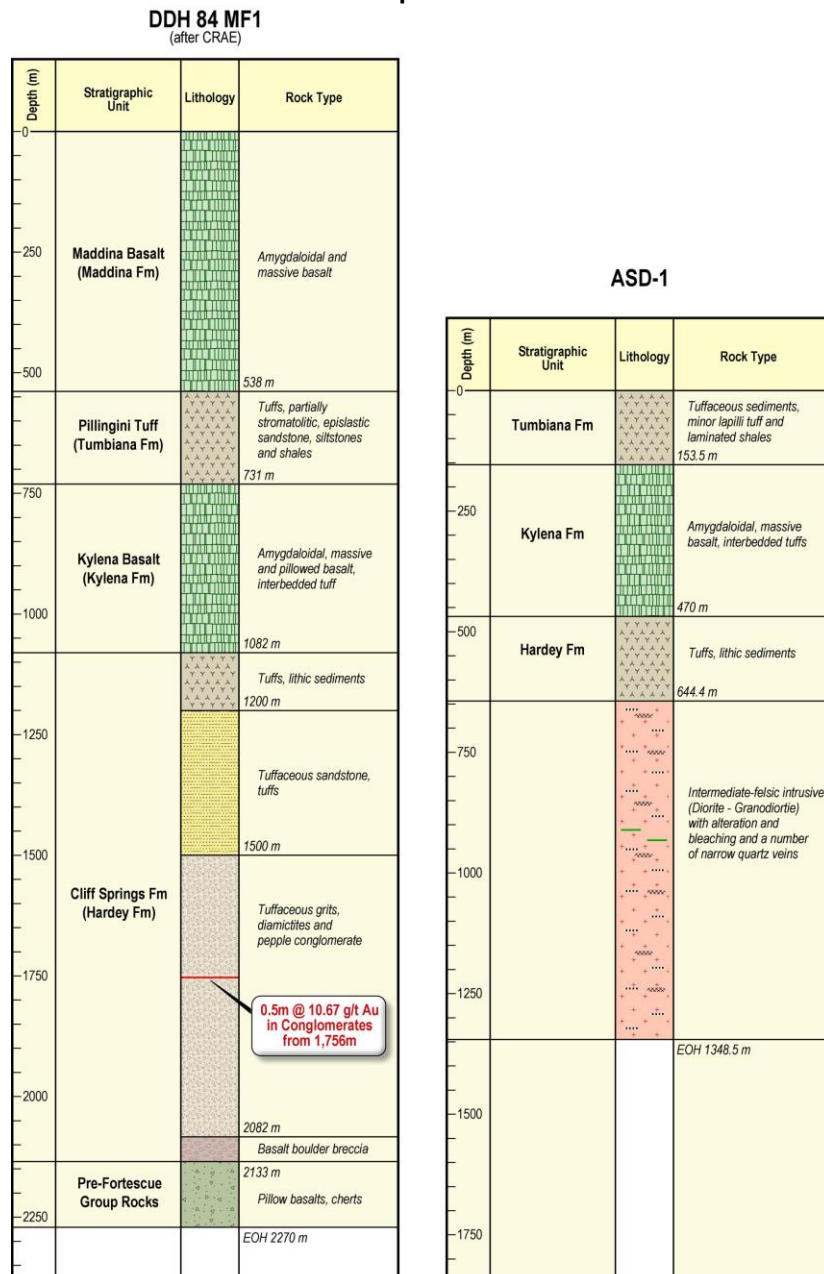 DDH 84 MF1
(after CRAE)
Depth (m)
Stratigraphic
Unit
Lithology
Rock Type
0
250
500
750
1000
1250
1500
1750
2000
2250
Maddina Basalt
(Maddina Fm)
Amygdaloidal and
massive basalt
538 m
Pillingini Tuff
(Tumbiana Fm)
Tuffs, partially
stromatolitic, epislastic
sandstone, siltstones
and shales
731 m
Kylena Basalt
(Kylena Fm)
Amygdaloidal, massive
and pillowed basalt,
interbedded tuff
1082 m
Tuffs, lithic sediments
1200 m
Tuffaceous sandstone,
tuffs
1500 m
Cliff Springs Fm
(Hardey Fm)
Tuffaceous grits,
diamictites and
pepple conglomerate
0.5m @ 10.67 g/t Au
in Conglomerates
from 1,756m
2082 m
Basalt boulder breccia
2133 m
Pre-Fortescue
Group Rocks
Pillow basalts, cherts
EOH 2270 m
ASD-1
Depth (m)
Stratigraphic
Unit
Lithology
Rock Type
0
250
500
750
1000
1250
1500
1750
Tumbiana Fm
Tuffaceous sediments,
minor lapilli tuff and
laminated shales
153.5 m
Kylena Fm
Amygdaloidal, massive
basalt, interbedded tuffs
470 m
Hardey Fm
Tuffs, lithic sediments
644.4 m
Intermediate-felsic intrusive
(Diorite - Granodiortie)
with alteration and
bleaching and a number
of narrow quartz veins
EOH 1348.5 m